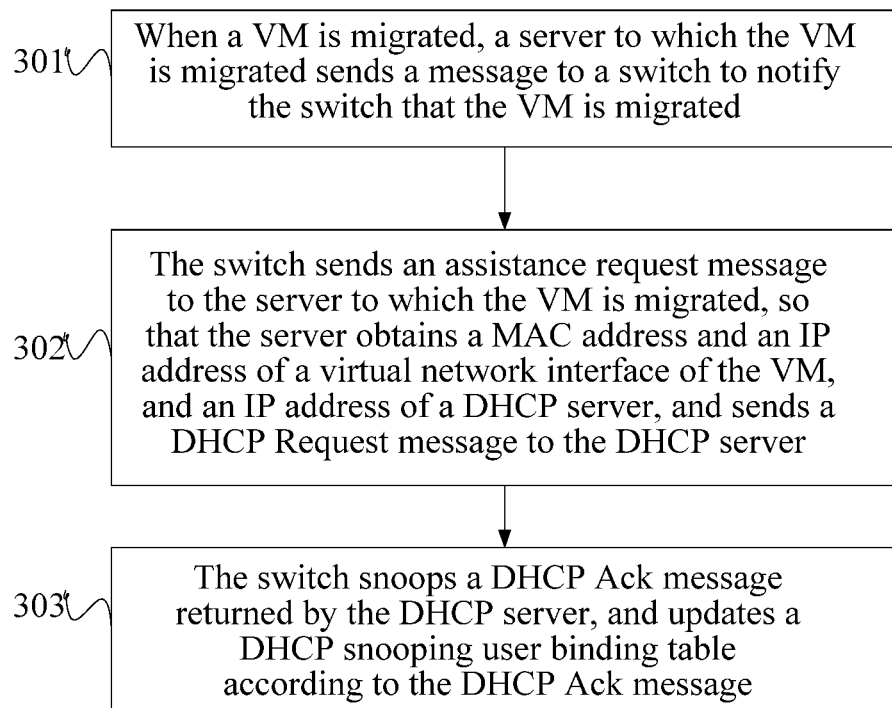 301
When a VM is migrated, a server to which the VM
is migrated sends a message to a switch to notify
the switch that the VM is migrated
302
The switch sends an assistance request message
to the server to which the VM is migrated, so
that the server obtains a MAC address and an IP
address of a virtual network interface of the VM,
and an IP address of a DHCP server, and sends a
DHCP Request message to the DHCP server
303
The switch snoops a DHCP Ack message
returned by the DHCP server, and updates a
DHCP snooping user binding table
according to the DHCP Ack message